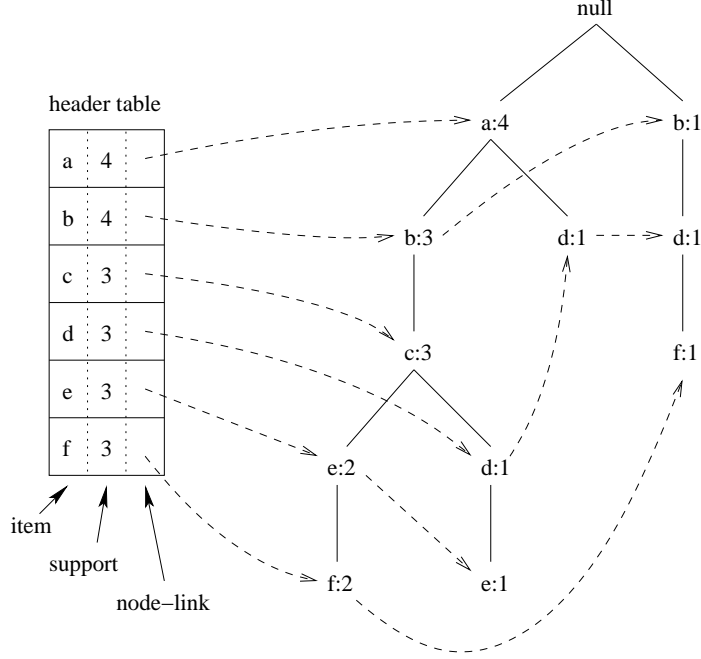 null
header table
a:4
b:1
a 4
b 4
b:3
d:1
d:1
c 3
d 3
c:3
f:1
e 3
f 3
e:2
d:1
item
support
f:2
e:1
node−link